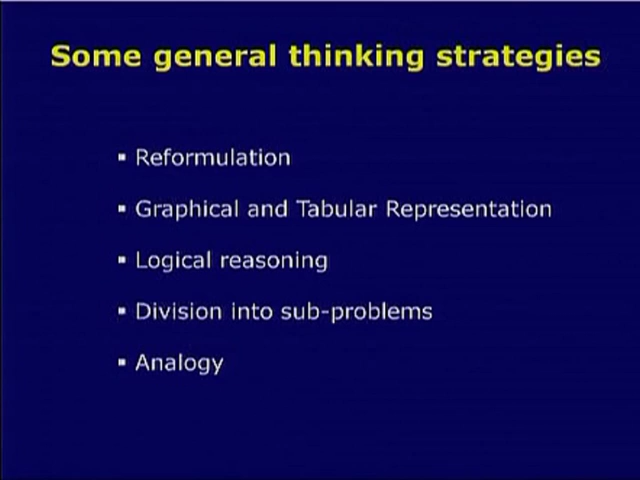 Some general thinking strategies
▪ Reformulation
▪ Graphical and Tabular Representation
▪ Logical reasoning
▪ Division into sub-problems
▪ Analogy